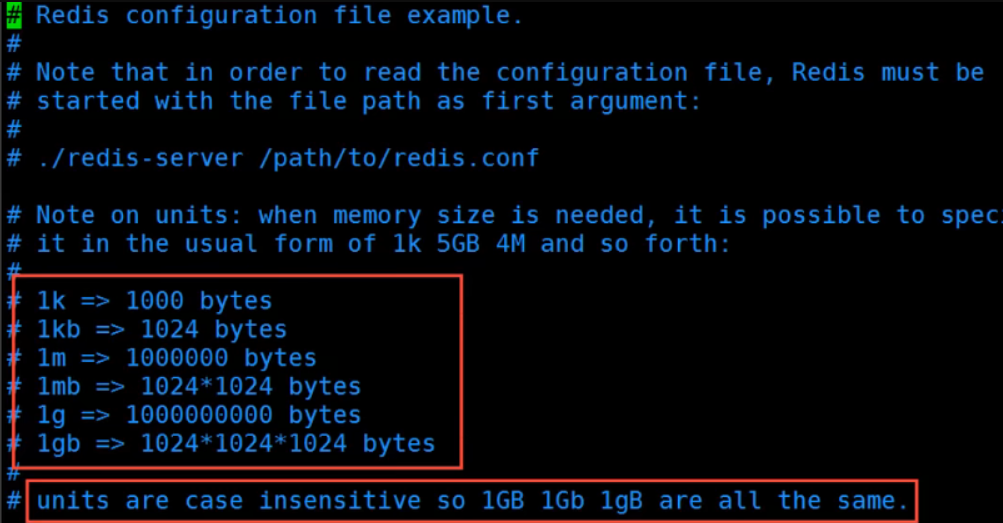 # Redis configuration file example.
#
# Note that in order to read the configuration file, Redis must be
# started with the file path as first argument:
#
# ./redis-server /path/to/redis.conf
# Note on units: when memory size is needed, it is possible to speci
# it in the usual form of 1k 5GB 4M and so forth:
#
# 1k => 1000 bytes
# 1kb => 1024 bytes
# 1m => 1000000 bytes
# 1mb => 1024*1024 bytes
# 1g => 1000000000 bytes
# 1gb => 1024*1024*1024 bytes
#
# units are case insensitive so 1GB 1Gb 1gB are all the same.